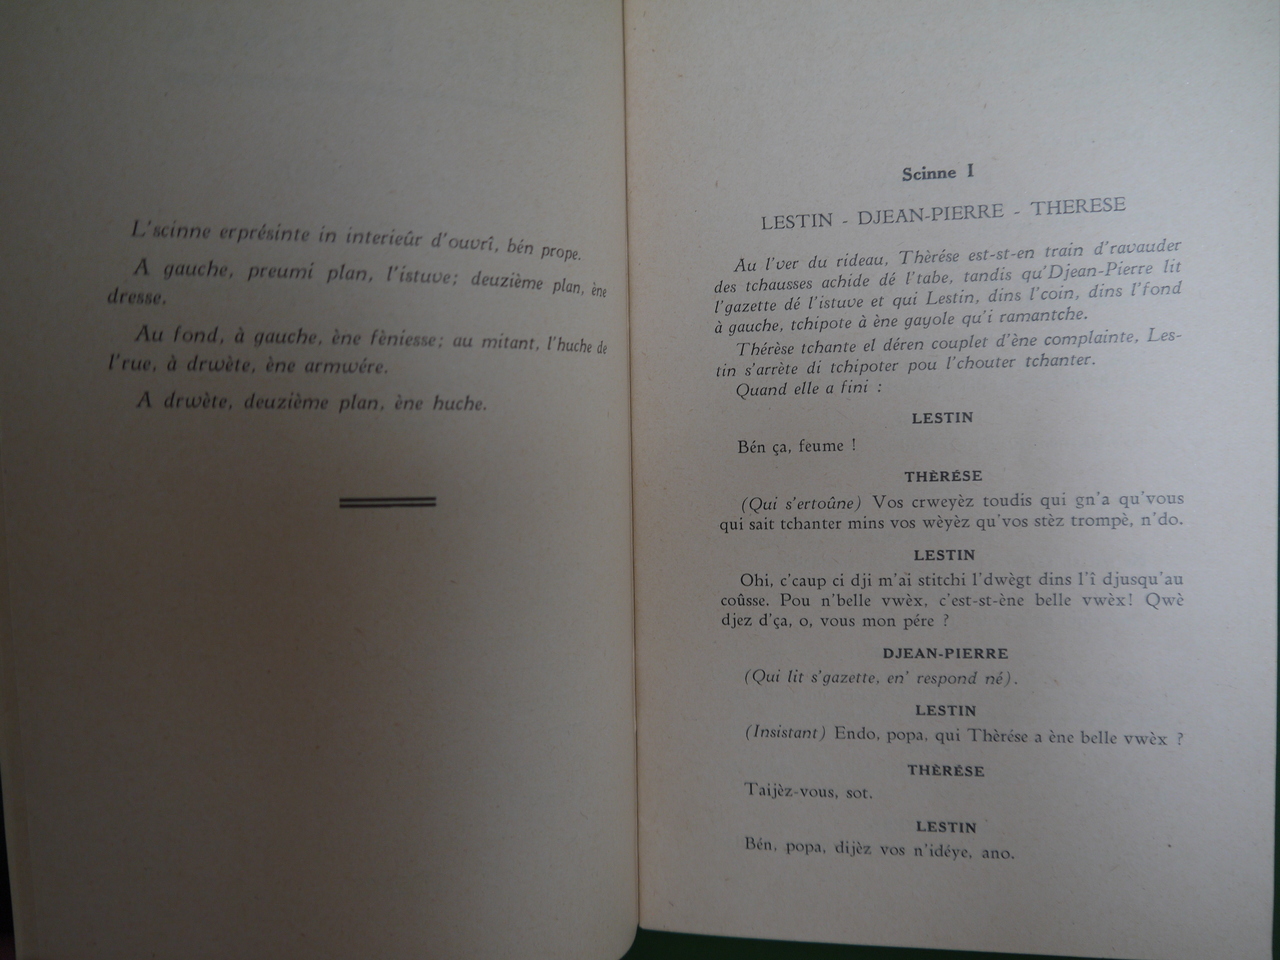 L'scinne erprésinte in interieûr d'ouvrî, bén prope.
A gauche, preumi plan, l'istuve; deuzième plan, ène
dresse.
Au fond, à gauche, ène fèniesse; au mitant, l'huche de
l'rue, à drwète, ène armwére.
A drwète, deuzième plan, ène huche.
Scinne I
LESTIN - DJEAN-PIERRE - THERESE
Au l'ver du rideau, Thèrése est-st-en train d'ravauder
des tchausses achide dé l'tabe, tandis qu'Djean-Pierre lit
l'gazette dé l'istuve et qui Lestin, dins l'coin, dins l'fond
à gauche, tchipote à ène gayole qu'i ramantche.
Thérèse tchante el déren couplet d'ène complainte, Les-
tin s'arrète di tchipoter pou l'chouter tchanter.
Quand elle a fini :
LESTIN
Bén ça, feume !
THÈRÉSE
(Qui s'ertoûne) Vos crweyèz toudis qui gn'a qu'vous
qui sait tchanter mins vos wèyèz qu'vos stèz trompè, n'do.
LESTIN
Ohi, c'caup ci dji m'ai stitchi l'dwègt dins l'î djusqu'au
coûsse. Pou n'belle vwèx, c'est-st-ène belle vwèx! Qwè
djez d'ça, o, vous mon pére ?
DJEAN-PIERRE
(Qui lit s'gazette, en' respond né).
LESTIN
(Insistant) Endo, popa, qui Thèrése a ène belle vwèx ?
THÈRÉSE
Taijèz-vous, sot.
LESTIN
Bén, popa, dijèz vos n'idéye, ano.